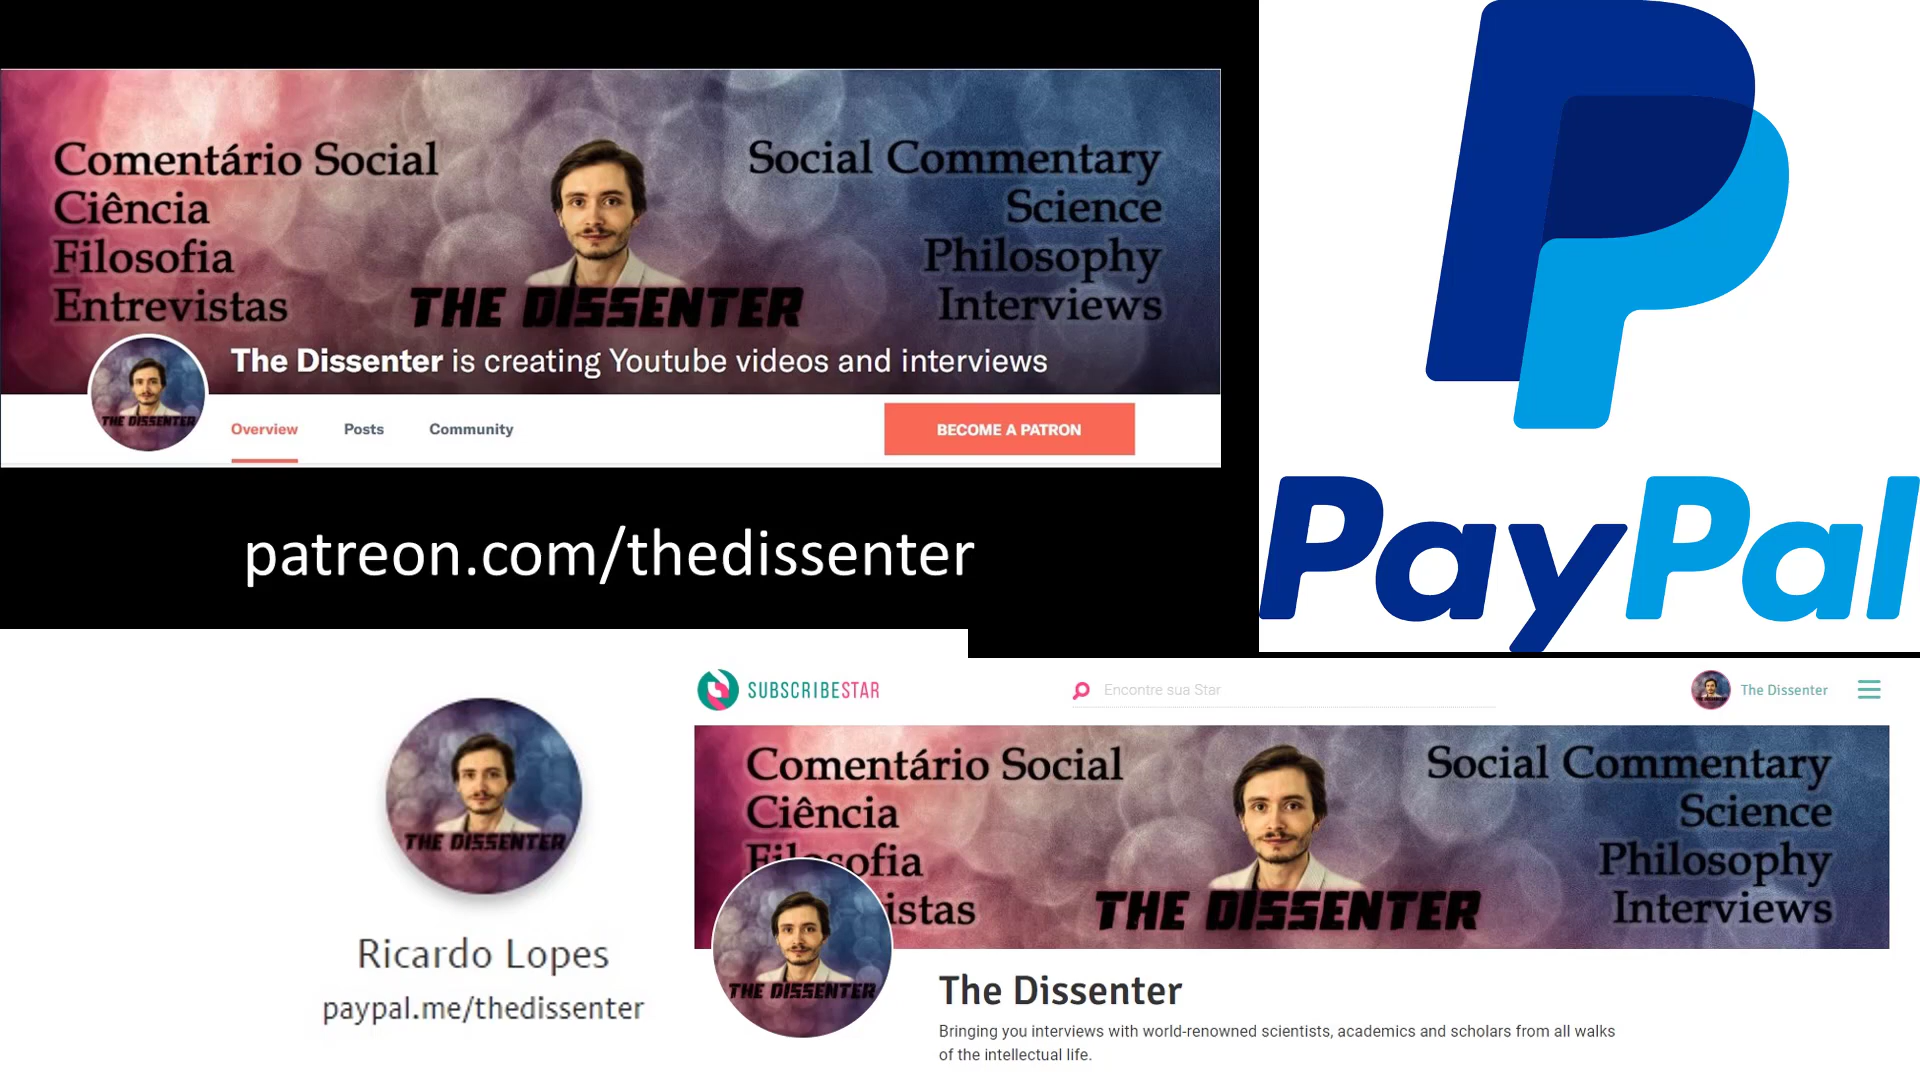 Comentário Social
Ciência
Filosofia
Entrevistas
Social Commentary
Science
Philosophy
Interviews
THE DISSENTER
The Dissenter is creating Youtube videos and interviews
THE DISSENTER
Overview Posts Community
BECOME A PATRON
patreon.com/thedissenter
PayPal
THE DISSENTER
Ricardo Lopes
paypal.me/thedissenter
SUBSCRIBESTAR
Encontre sua Star
The Dissenter
Comentário Social
Ciência
Filosofia
istas
Social Commentary
Science
Philosophy
Interviews
THE DISSENTER
THE DISSENTER
The Dissenter
Bringing you interviews with world-renowned scientists, academics and scholars from all walks
of the intellectual life.